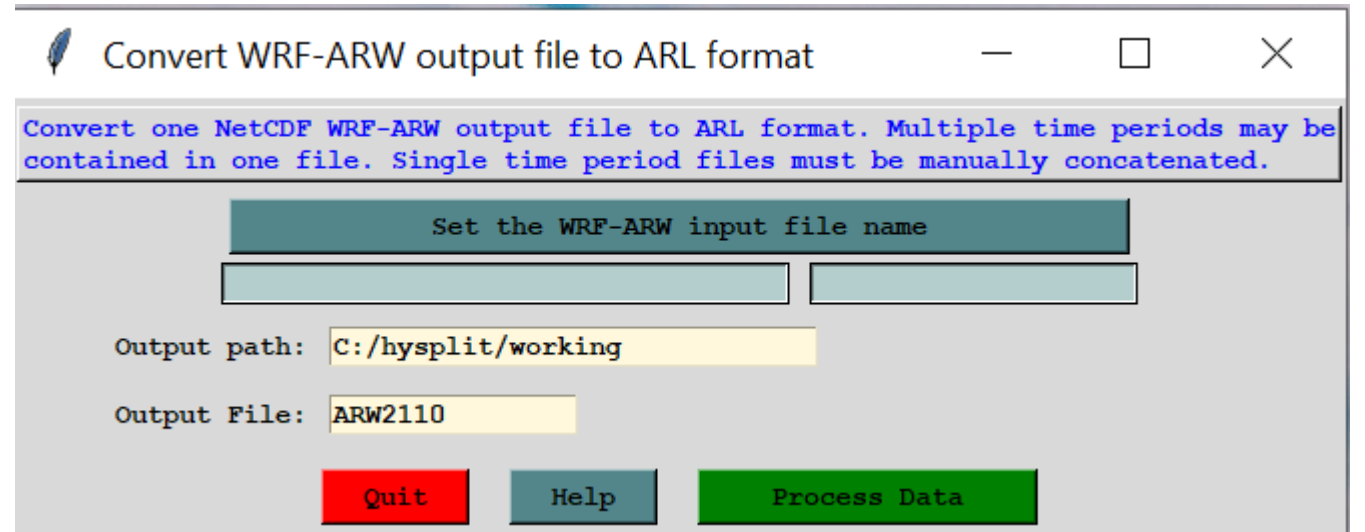 Convert WRF-ARW output file to ARL format
Convert one NetCDF WRF-ARW output file to ARL format. Multiple time periods may be
contained in one file. Single time period files must be manually concatenated.
Set the WRF-ARW input file name
Output path: C:/hysplit/working
Output File: ARW2110
Quit Help Process Data